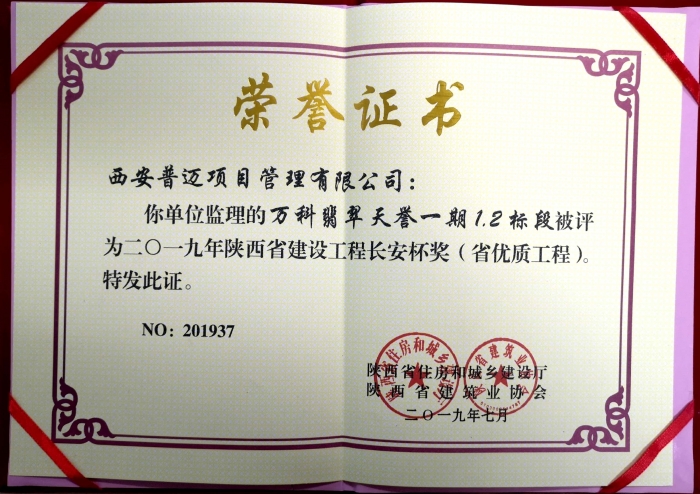 荣誉证书
西安普迈项目管理有限公司：
你单位监理的万科翡翠天誉一期1.2标段被评
为二〇一九年陕西省建设工程长安杯奖（省优质工程）。
特发此证。
NO: 201937
陕西省住房和城乡建设厅
陕西省建筑业协会
二〇一九年七月